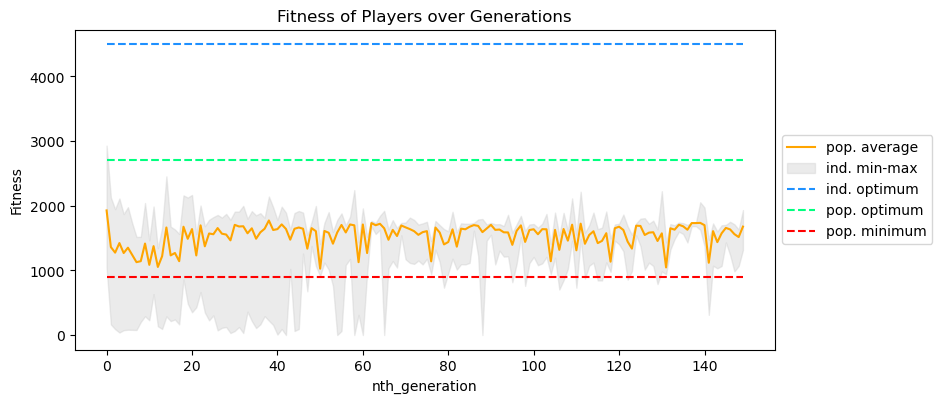 Fitness of Players over Generations
Fitness
4000
3000
2000
1000
0
0 20 40 60 80 100 120 140
nth_generation
pop. average
ind. min-max
ind. optimum
pop. optimum
pop. minimum